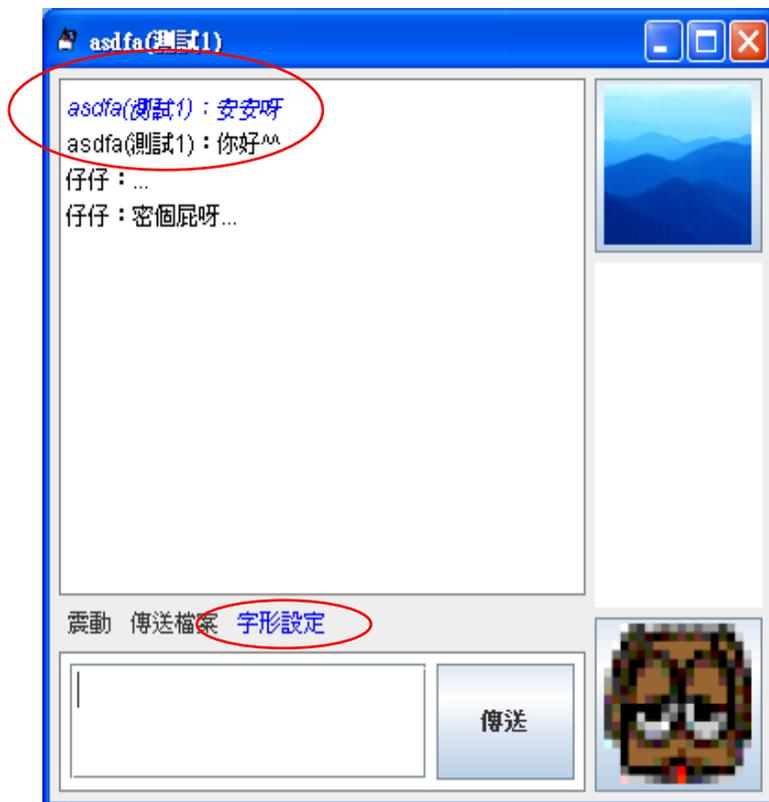 asdfa(測試1)
asdfa(測試1)：安安呀
asdfa(測試1)：你好^^
仔仔：...
仔仔：密個屁呀...
震動 傳送檔案 字形設定
傳送